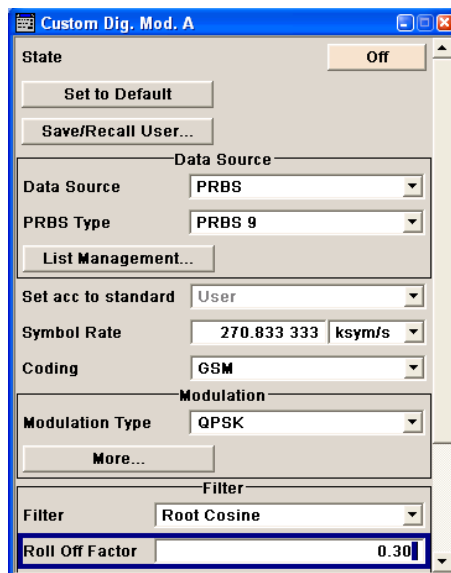 Custom Dig. Mod. A
State Off
Set to Default
Save/Recall User...
Data Source
Data Source PRBS
PRBS Type PRBS 9
List Management...
Set acc to standard User
Symbol Rate 270.833 333 ksym/s
Coding GSM
Modulation
Modulation Type QPSK
More...
Filter
Filter Root Cosine
Roll Off Factor 0.30